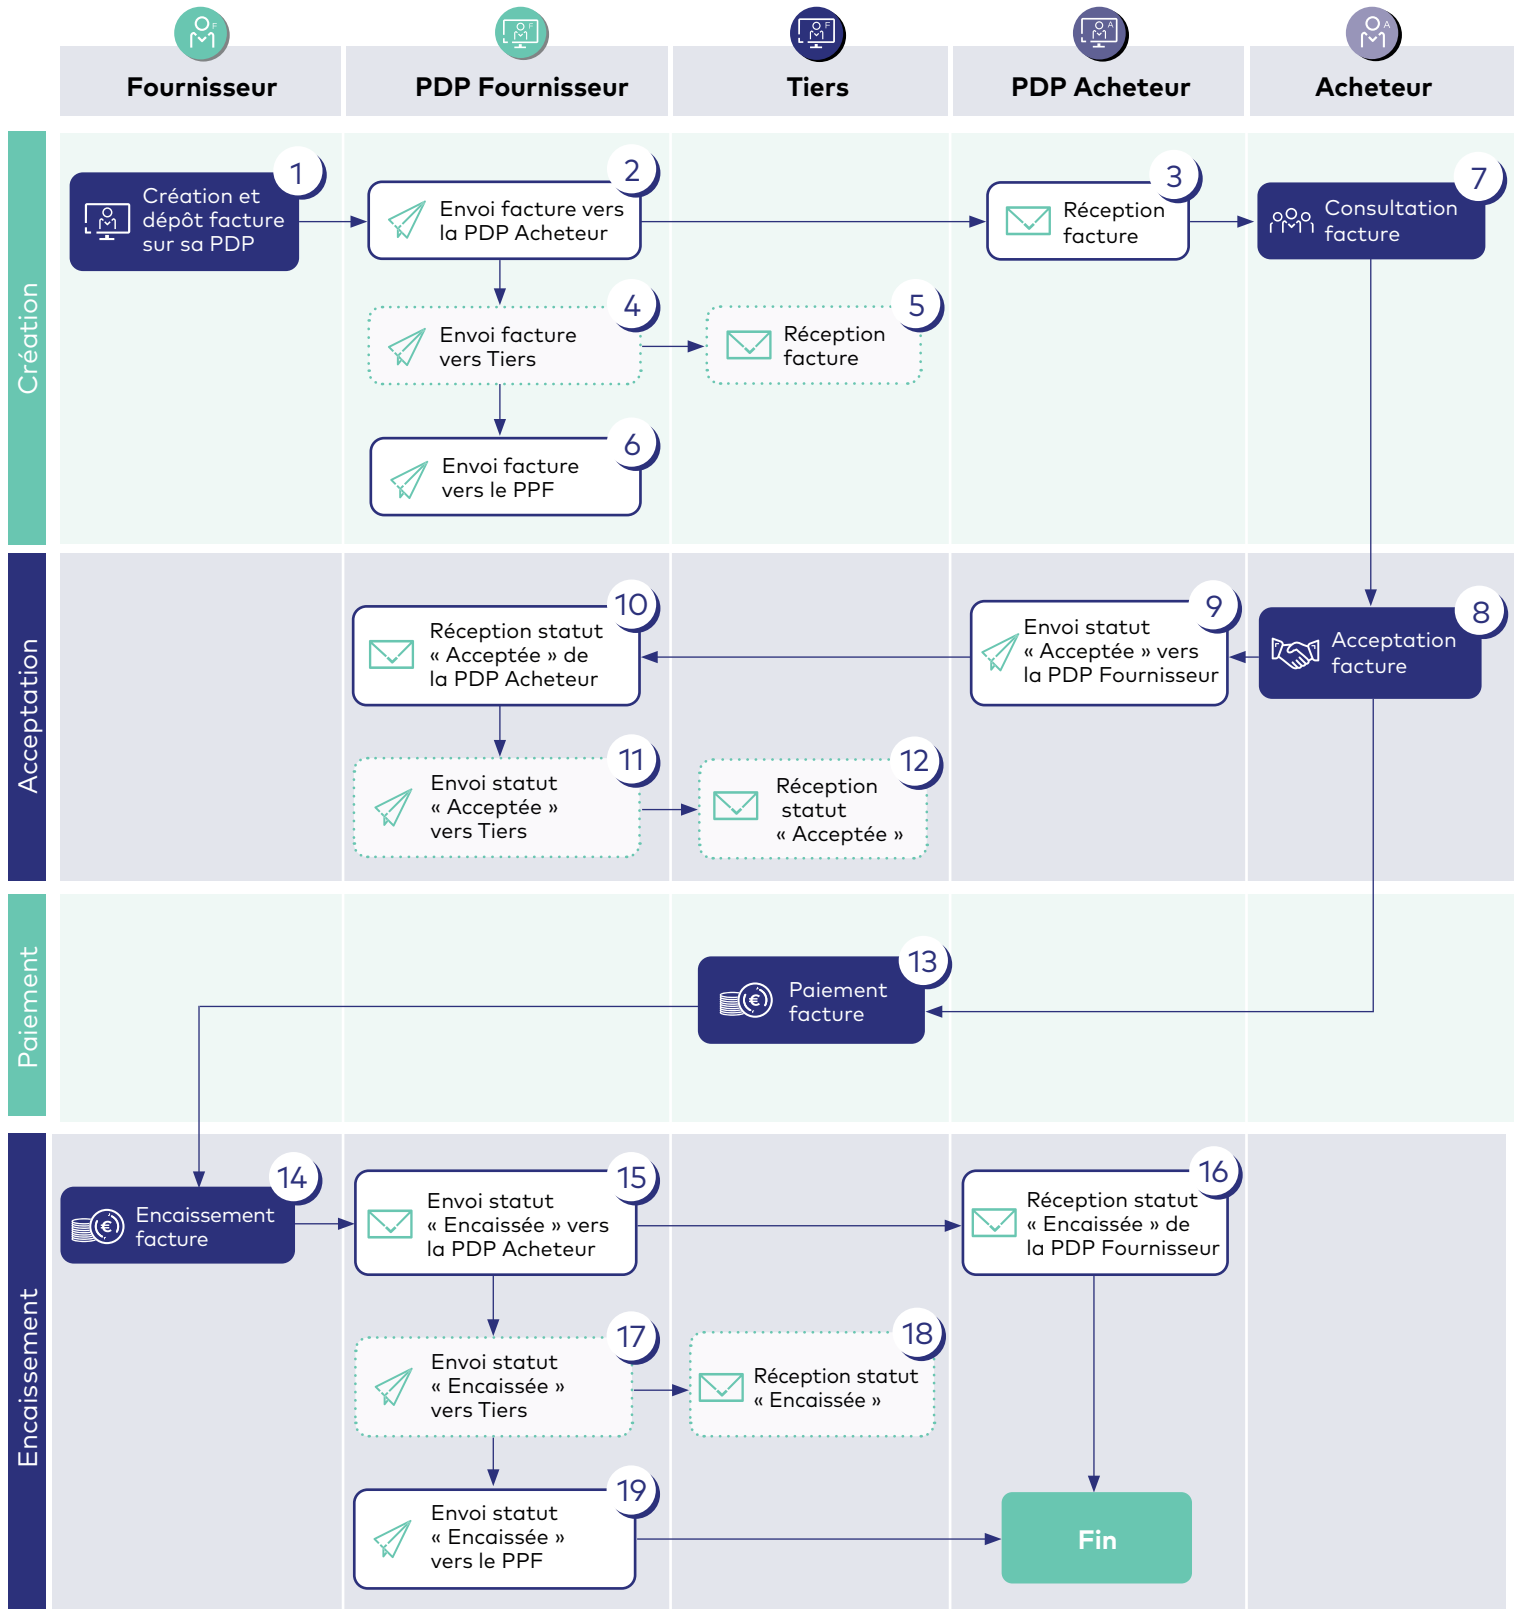 Fournisseur
PDP Fournisseur
Tiers
PDP Acheteur
Acheteur
Création
1
Création et
dépôt facture
sur sa PDP
2
Envoi facture vers
la PDP Acheteur
3
Réception
facture
7
Consultation
facture
4
Envoi facture
vers Tiers
5
Réception
facture
6
Envoi facture
vers le PPF
Acceptation
10
Réception statut
« Acceptée » de
la PDP Acheteur
9
Envoi statut
« Acceptée » vers
la PDP Fournisseur
8
Acceptation
facture
11
Envoi statut
« Acceptée »
vers Tiers
12
Réception
statut
« Acceptée »
Paiement
13
Paiement
facture
Encaissement
14
Encaissement
facture
15
Envoi statut
« Encaissée » vers
la PDP Acheteur
16
Réception statut
« Encaissée » de
la PDP Fournisseur
17
Envoi statut
« Encaissée »
vers Tiers
18
Réception statut
« Encaissée »
19
Envoi statut
« Encaissée »
vers le PPF
Fin